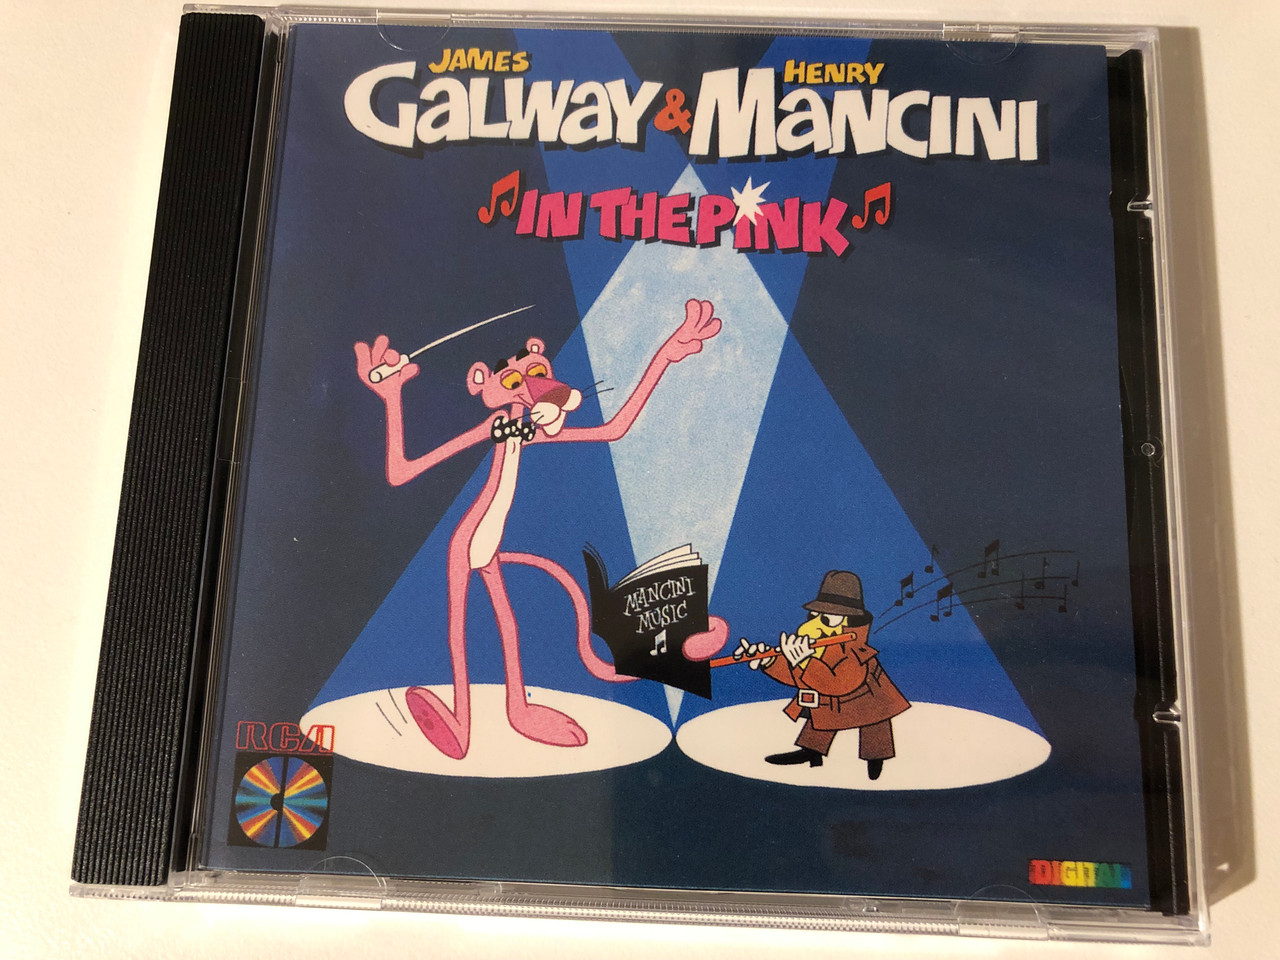 JAMES HENRY
GALWAY & MANCINI
IN THE PINK
MANCINI
MUSIC
RCA
DIGITAL